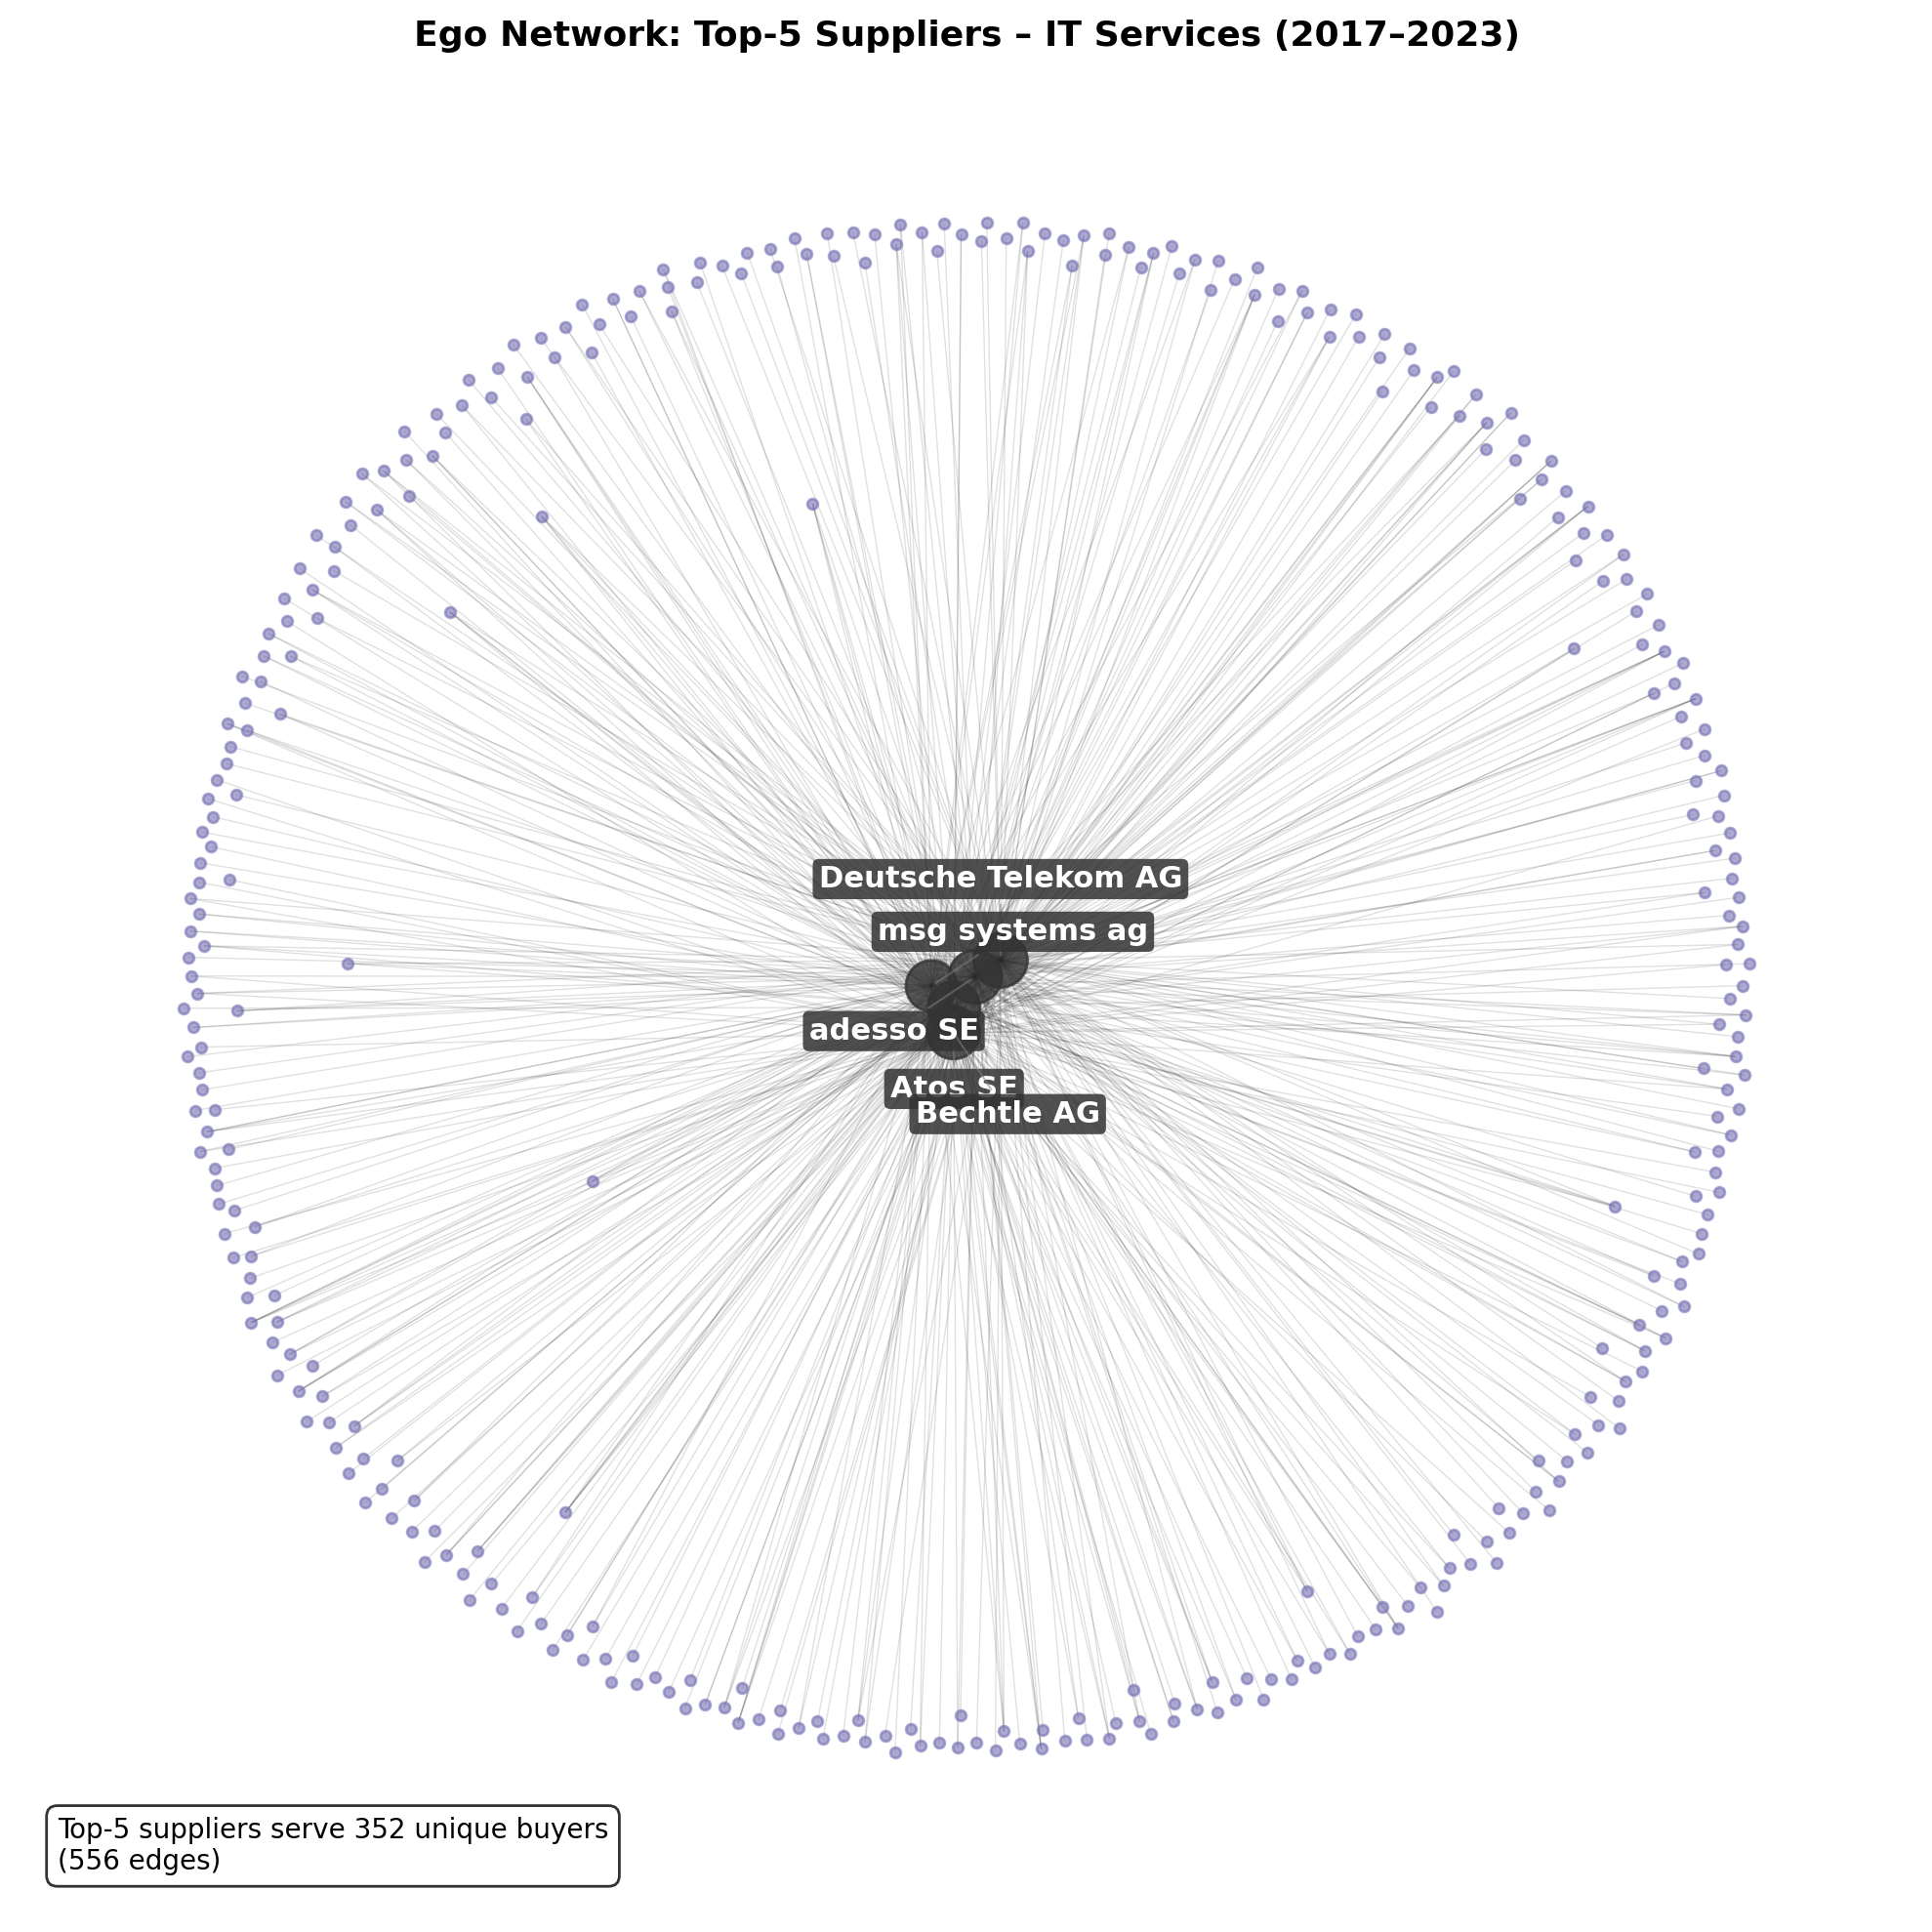 Ego Network: Top-5 Suppliers – IT Services (2017–2023)
Deutsche Telekom AG
msg systems ag
adesso SE
Atos SE
Bechtle AG
Top-5 suppliers serve 352 unique buyers
(556 edges)